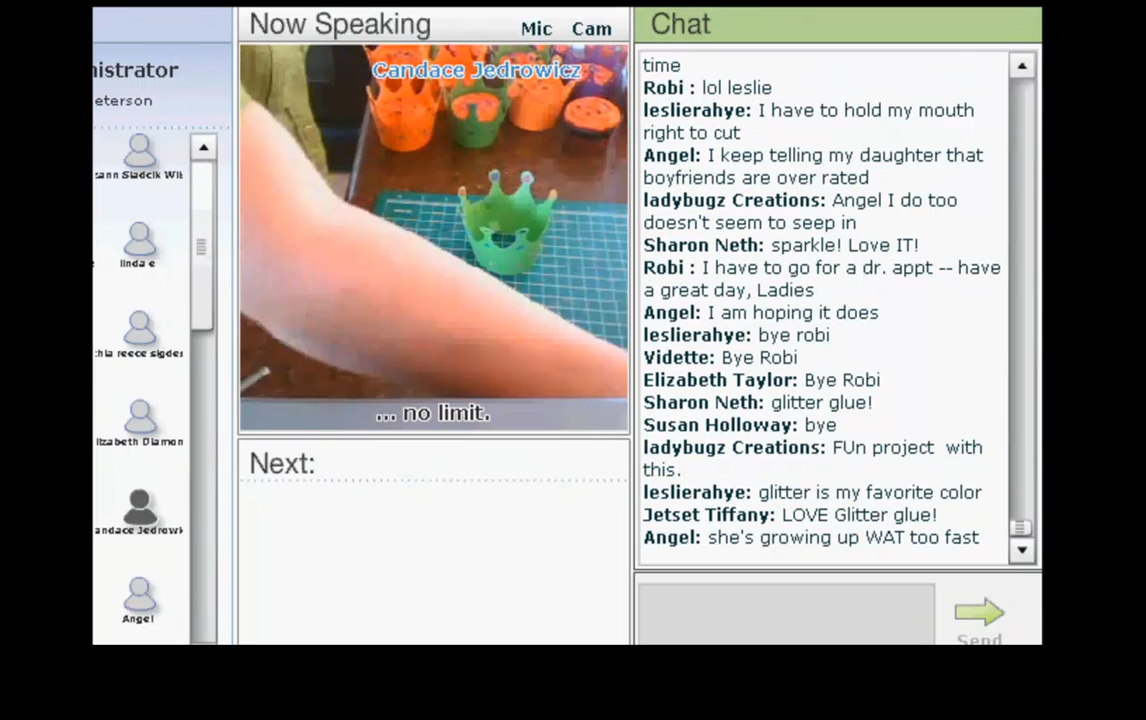 nistrator
eterson
linda e
Angel
Now Speaking
Mic Cam
Candace Jedrowicz
... no limit.
Next:
Chat
time
Robi : lol leslie
leslierahye: I have to hold my mouth
right to cut
Angel: I keep telling my daughter that
boyfriends are over rated
ladybugz Creations: Angel I do too
doesn't seem to seep in
Sharon Neth: sparkle! Love IT!
Robi : I have to go for a dr. appt -- have
a great day, Ladies
Angel: I am hoping it does
leslierahye: bye robi
Vidette: Bye Robi
Elizabeth Taylor: Bye Robi
Sharon Neth: glitter glue!
Susan Holloway: bye
ladybugz Creations: FUn project with
this.
leslierahye: glitter is my favorite color
Jetset Tiffany: LOVE Glitter glue!
Angel: she's growing up WAT too fast
Send